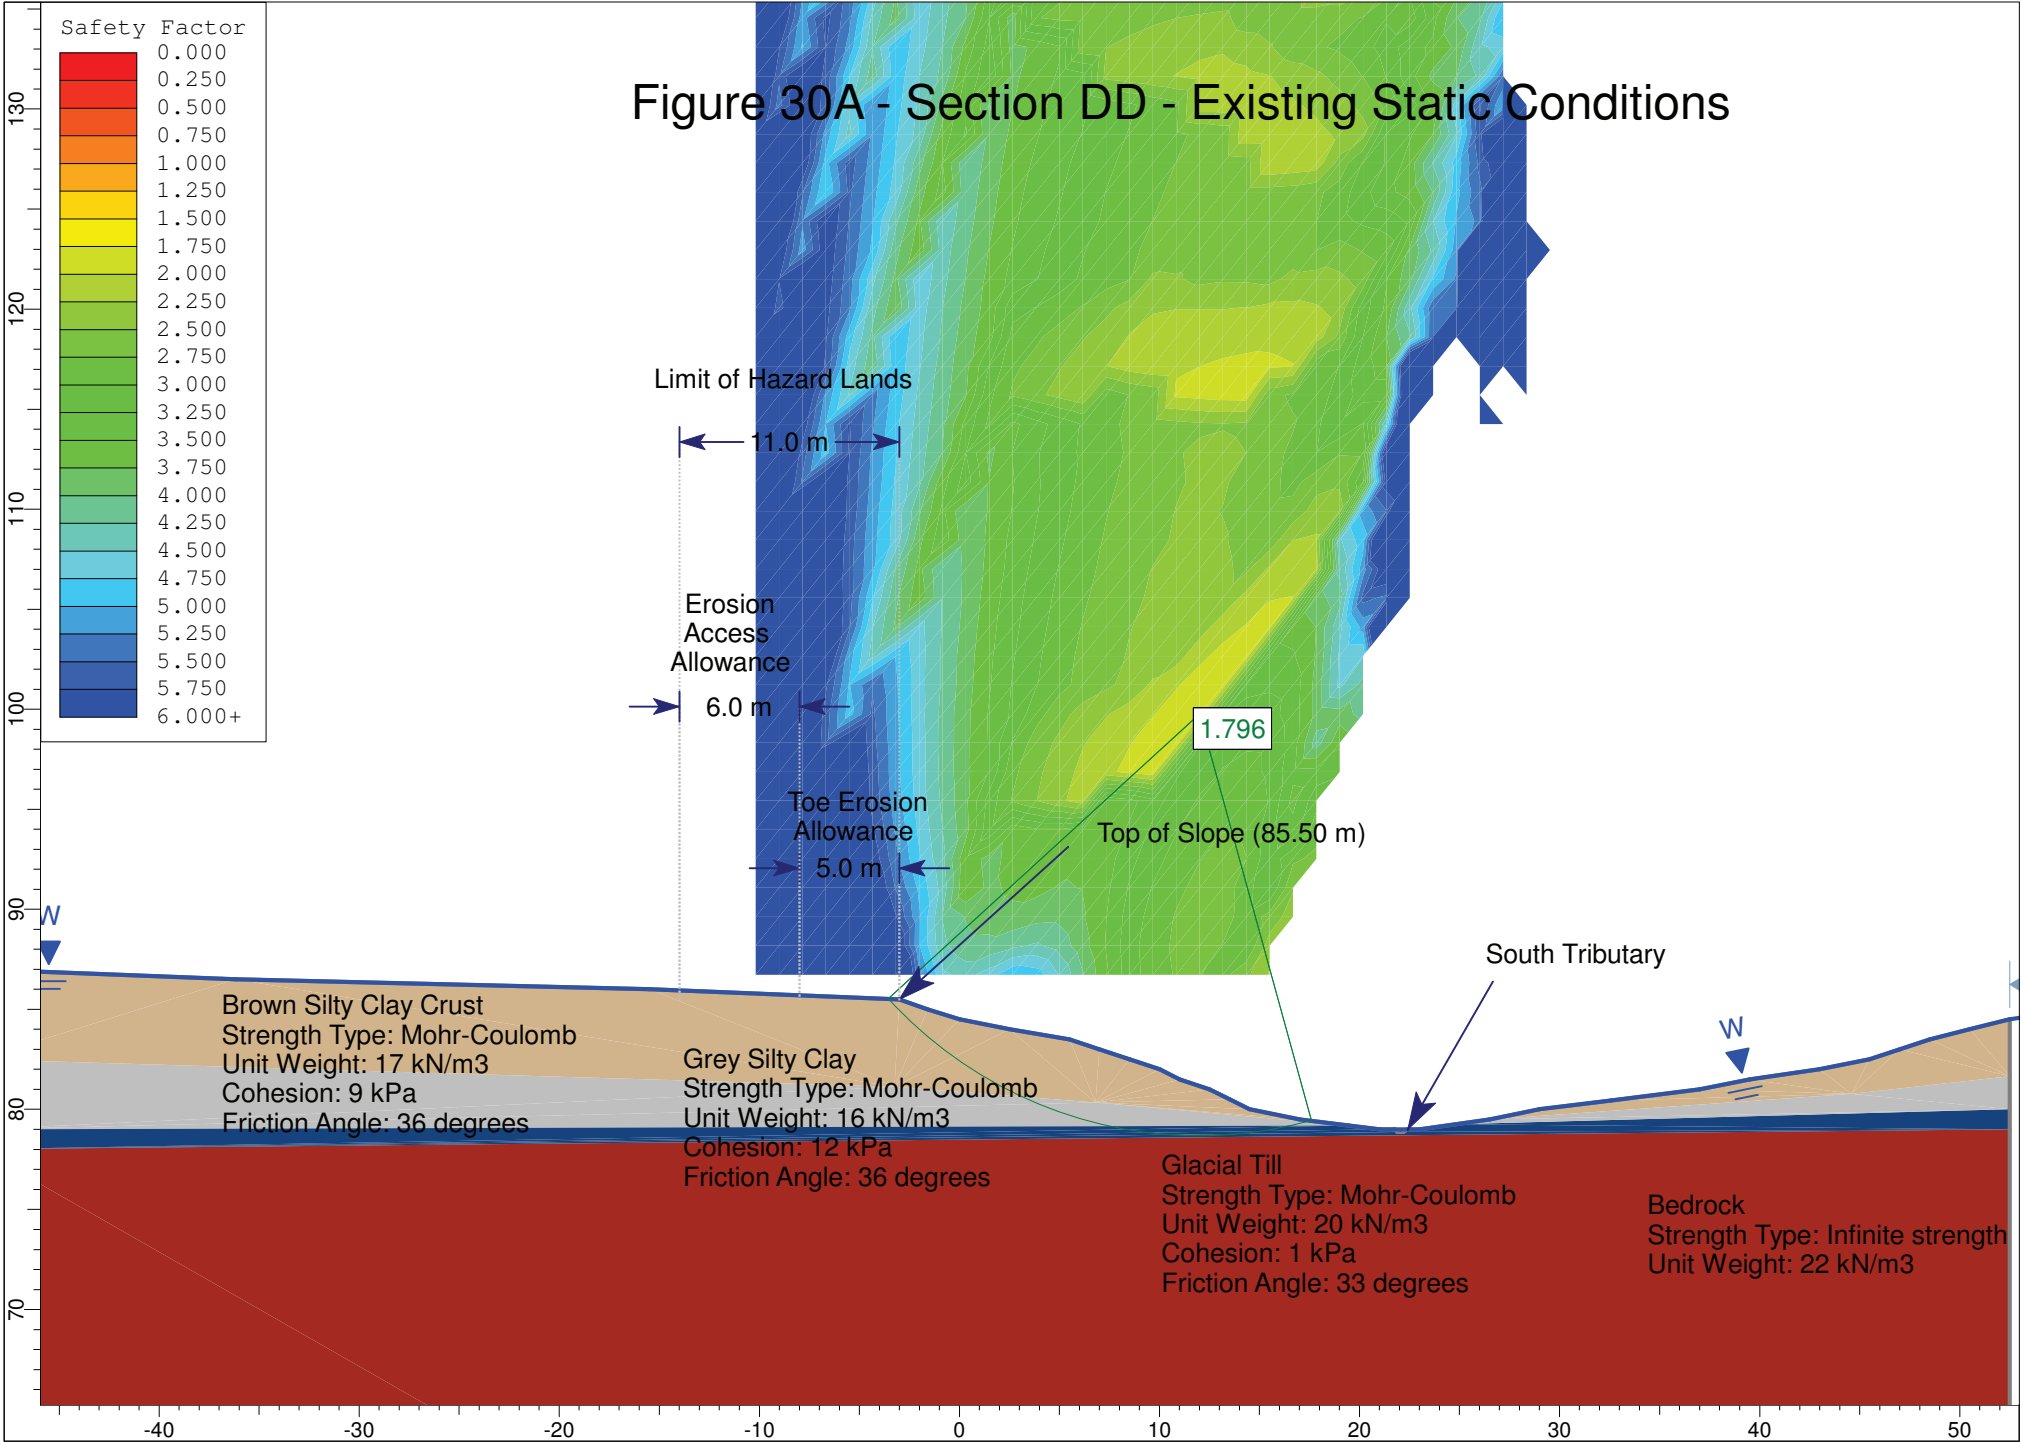 Safety Factor
0.000
0.250
0.500
0.750
1.000
1.250
1.500
1.750
2.000
2.250
2.500
2.750
3.000
3.250
3.500
3.750
4.000
4.250
4.500
4.750
5.000
5.250
5.500
5.750
6.000+
Figure 30A - Section DD - Existing Static Conditions
Limit of Hazard Lands
11.0 m
Erosion
Access
Allowance
6.0 m
1.796
Toe Erosion
Allowance
5.0 m
Top of Slope (85.50 m)
South Tributary
W
W
Brown Silty Clay Crust
Strength Type: Mohr-Coulomb
Unit Weight: 17 kN/m3
Cohesion: 9 kPa
Friction Angle: 36 degrees
Grey Silty Clay
Strength Type: Mohr-Coulomb
Unit Weight: 16 kN/m3
Cohesion: 12 kPa
Friction Angle: 36 degrees
Glacial Till
Strength Type: Mohr-Coulomb
Unit Weight: 20 kN/m3
Cohesion: 1 kPa
Friction Angle: 33 degrees
Bedrock
Strength Type: Infinite strength
Unit Weight: 22 kN/m3
130
120
110
100
90
80
70
-40
-30
-20
-10
0
10
20
30
40
50